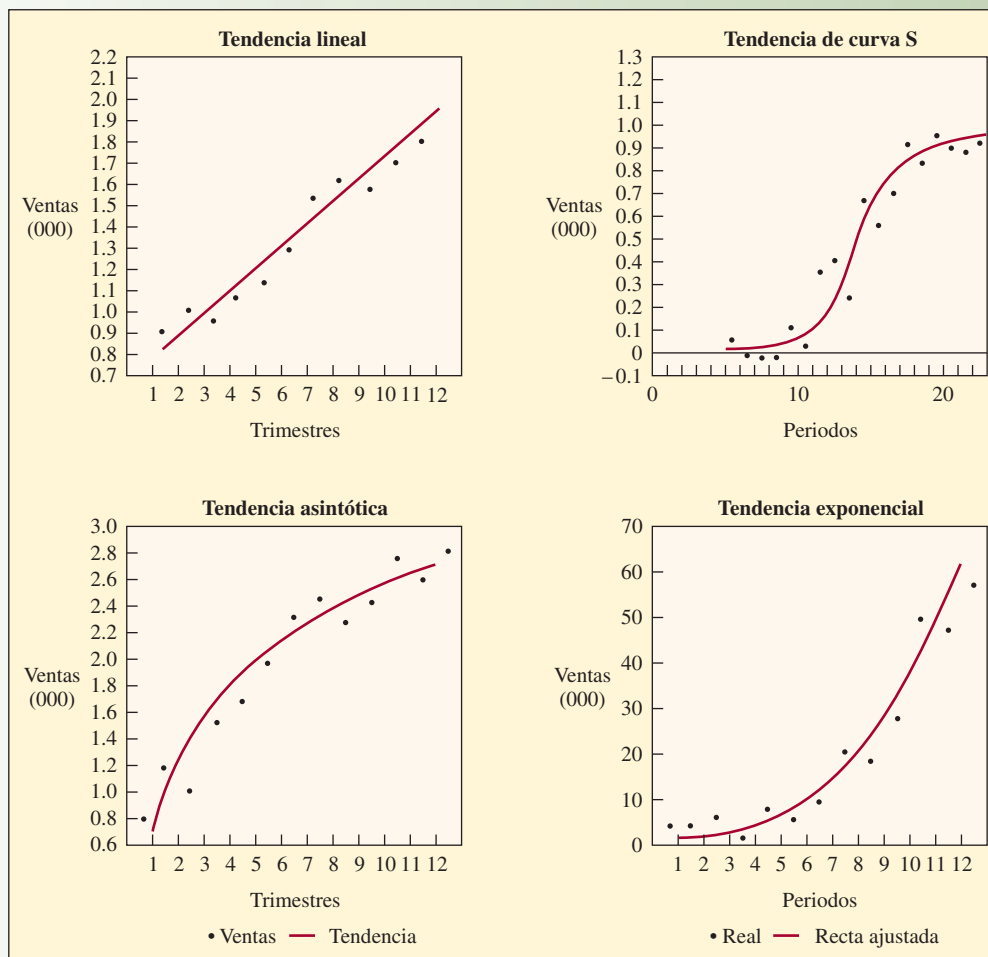 Tendencia lineal
2.2
2.1
2.0
1.8
1.6
1.4
1.3
1.2
1.0
0.9
0.8
0.7
Ventas
(000)
1 2 3 4 5 6 7 8 9 10 11 12
Trimestres
Tendencia de curva S
1.3
1.2
1.1
1.0
0.9
0.8
0.7
0.6
0.5
0.4
0.3
0.2
0.1
0
–0.1
Ventas
(000)
0 10 20
Periodos
Tendencia asintótica
3.0
2.8
2.6
2.4
2.2
2.0
1.8
1.6
1.4
1.2
1.0
0.8
0.6
Ventas
(000)
1 2 3 4 5 6 7 8 9 10 11 12
Trimestres
• Ventas — Tendencia
Tendencia exponencial
70
60
50
40
30
20
10
0
Ventas
(000)
1 2 3 4 5 6 7 8 9 10 11 12
Periodos
• Real — Recta ajustada